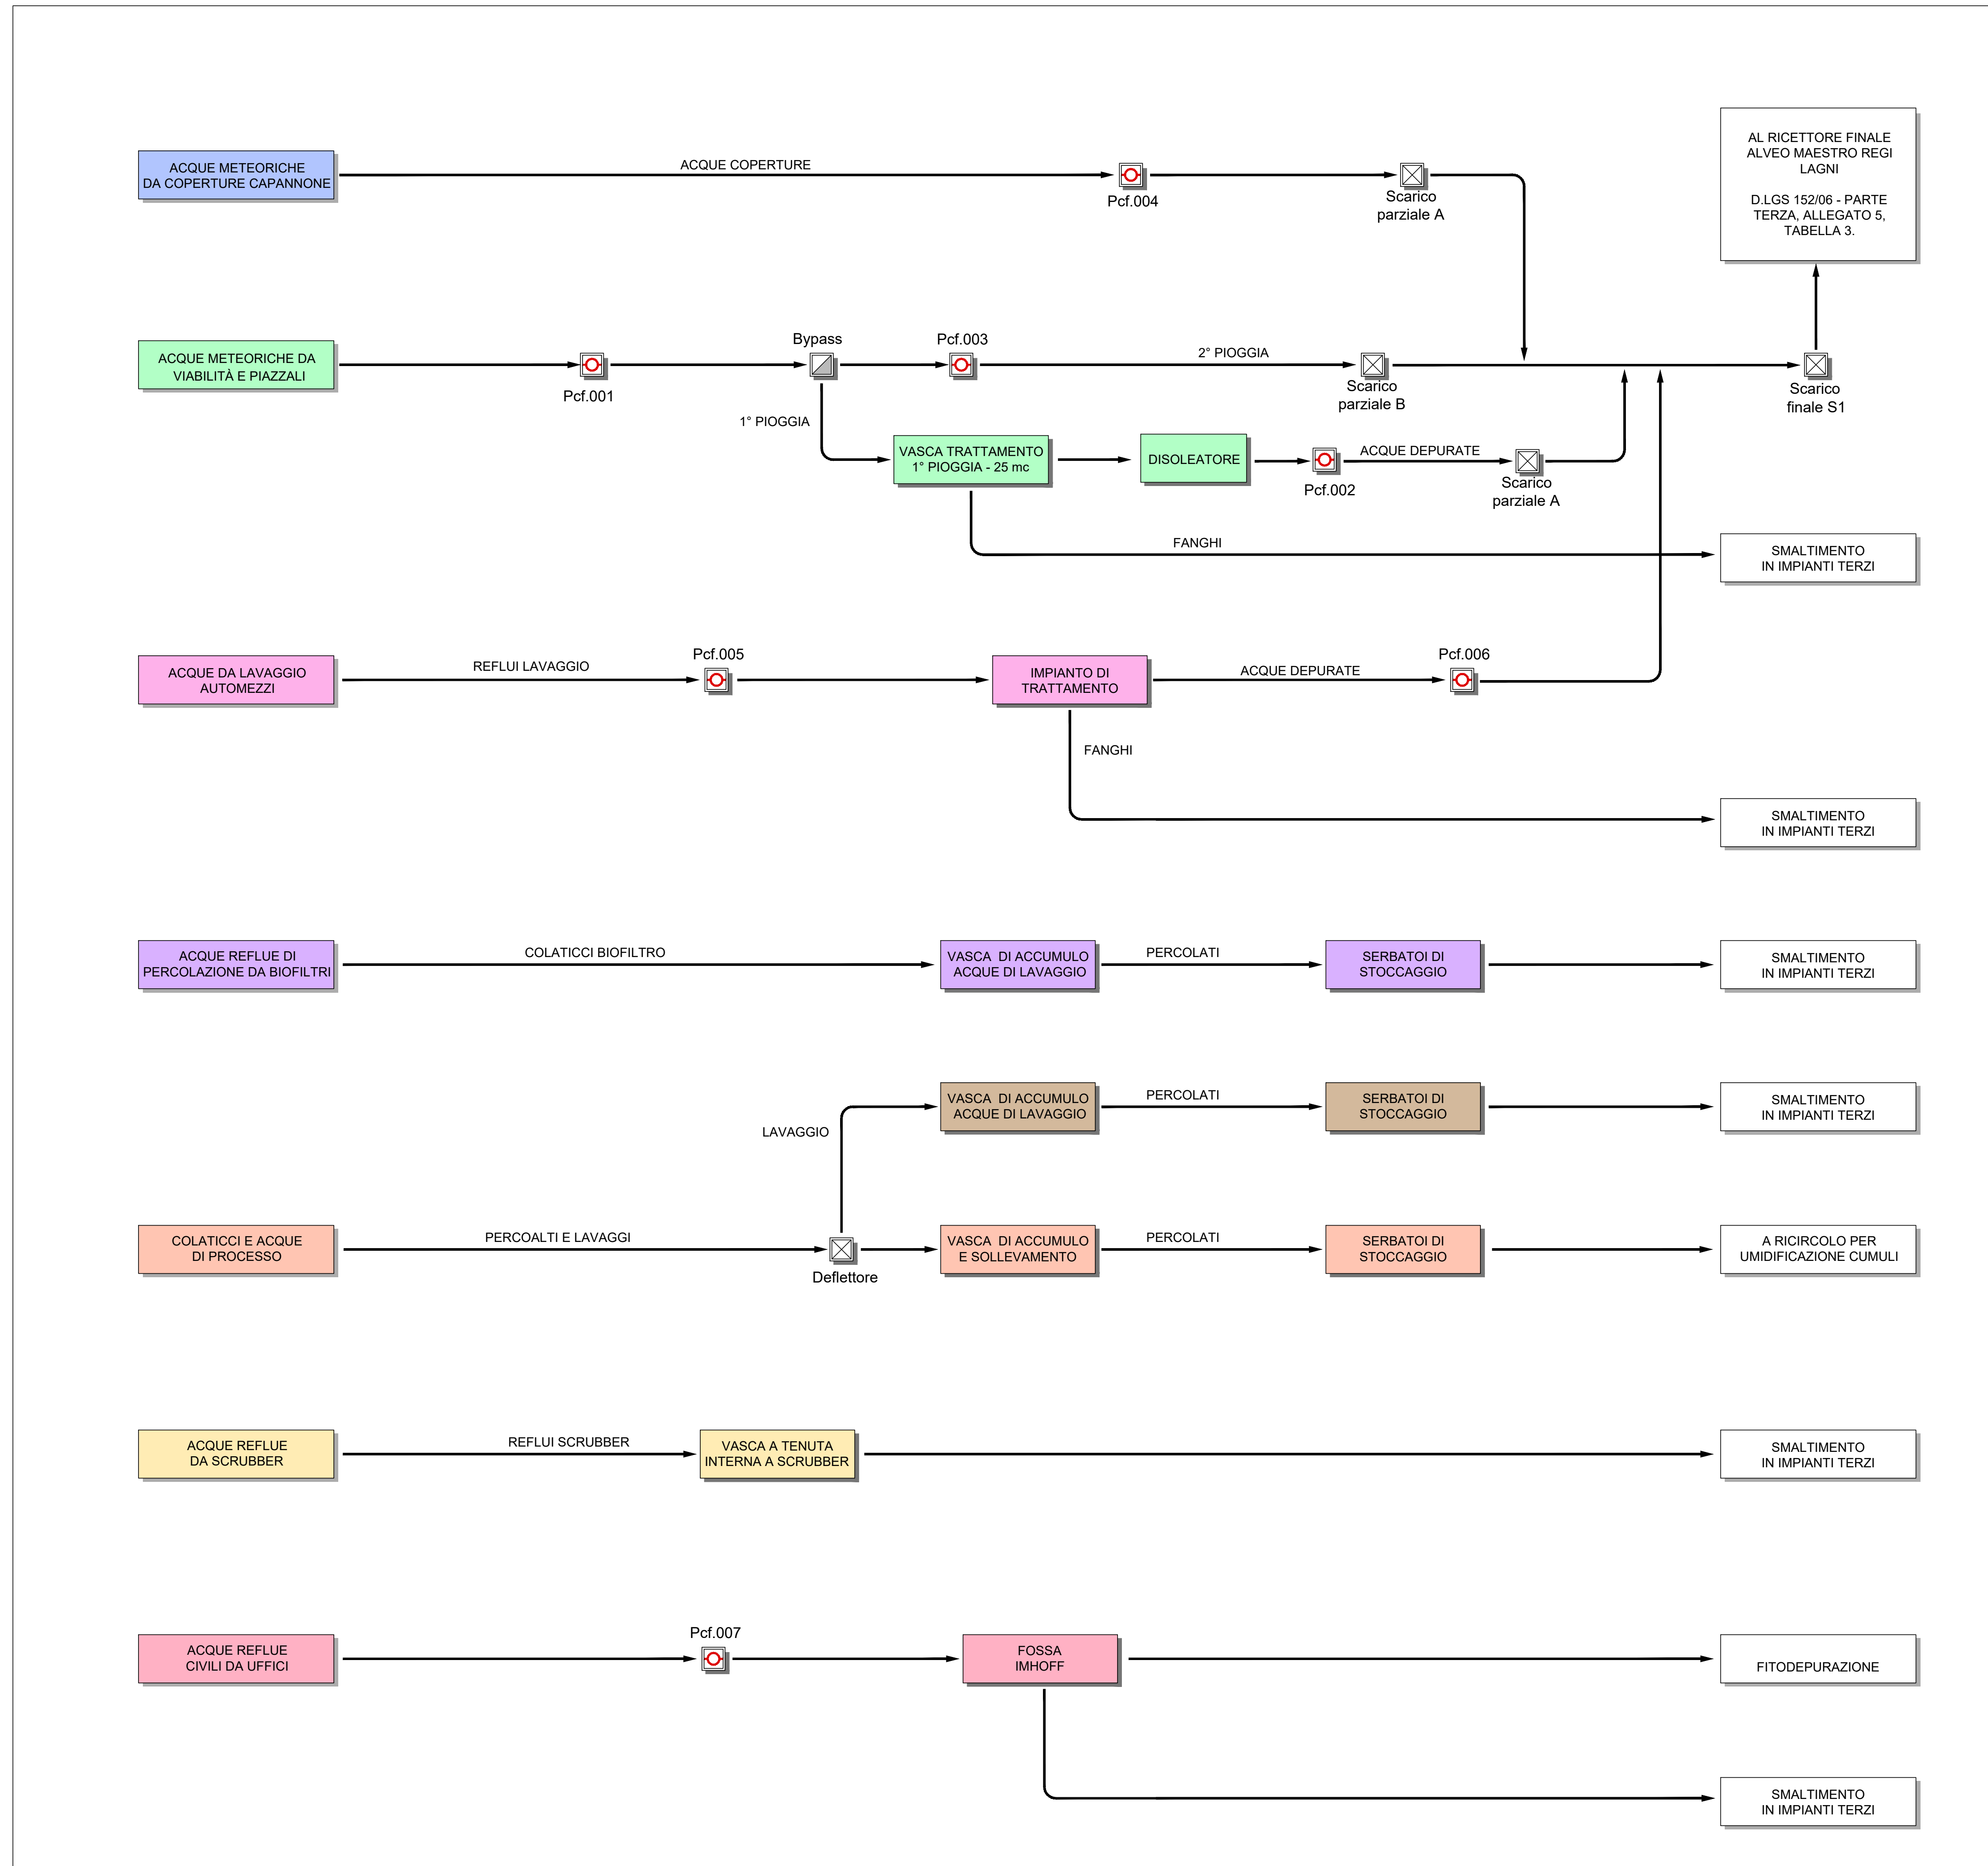 ACQUE METEORICHE
DA COPERTURE CAPANNONE
ACQUE COPERTURE
Pcf.004
Scarico
parziale A
AL RICETTORE FINALE
ALVEO MAESTRO REGI
LAGNI
D.LGS 152/06 - PARTE
TERZA, ALLEGATO 5,
TABELLA 3.
ACQUE METEORICHE DA
VIABILITÀ E PIAZZALI
Pcf.001
Bypass
Pcf.003
2° PIOGGIA
Scarico
parziale B
Scarico
finale S1
1° PIOGGIA
VASCA TRATTAMENTO
1° PIOGGIA - 25 mc
DISOLEATORE
Pcf.002
ACQUE DEPURATE
Scarico
parziale A
FANGHI
SMALTIMENTO
IN IMPIANTI TERZI
ACQUE DA LAVAGGIO
AUTOMEZZI
REFLUI LAVAGGIO
Pcf.005
IMPIANTO DI
TRATTAMENTO
ACQUE DEPURATE
Pcf.006
FANGHI
SMALTIMENTO
IN IMPIANTI TERZI
ACQUE REFLUE DI
PERCOLAZIONE DA BIOFILTRI
COLATICCI BIOFILTRO
VASCA DI ACCUMULO
ACQUE DI LAVAGGIO
PERCOLATI
SERBATOI DI
STOCCAGGIO
SMALTIMENTO
IN IMPIANTI TERZI
LAVAGGIO
VASCA DI ACCUMULO
ACQUE DI LAVAGGIO
PERCOLATI
SERBATOI DI
STOCCAGGIO
SMALTIMENTO
IN IMPIANTI TERZI
COLATICCI E ACQUE
DI PROCESSO
PERCOALTI E LAVAGGI
Deflettore
VASCA DI ACCUMULO
E SOLLEVAMENTO
PERCOLATI
SERBATOI DI
STOCCAGGIO
A RICIRCOLO PER
UMIDIFICAZIONE CUMULI
ACQUE REFLUE
DA SCRUBBER
REFLUI SCRUBBER
VASCA A TENUTA
INTERNA A SCRUBBER
SMALTIMENTO
IN IMPIANTI TERZI
ACQUE REFLUE
CIVILI DA UFFICI
Pcf.007
FOSSA
IMHOFF
FITODEPURAZIONE
SMALTIMENTO
IN IMPIANTI TERZI